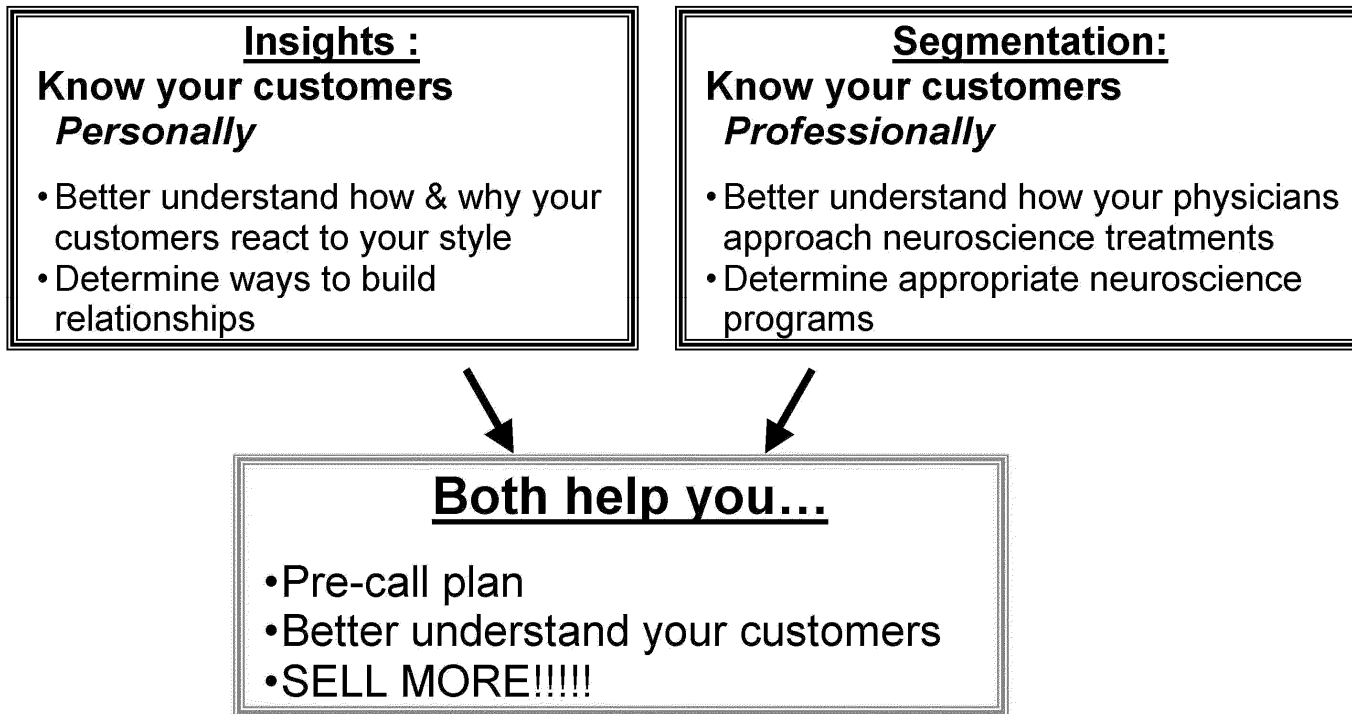 Insights :
Know your customers
Personally
• Better understand how & why your
customers react to your style
• Determine ways to build
relationships
Segmentation:
Know your customers
Professionally
• Better understand how your physicians
approach neuroscience treatments
• Determine appropriate neuroscience
programs
Both help you…
•Pre-call plan
•Better understand your customers
•SELL MORE!!!!!